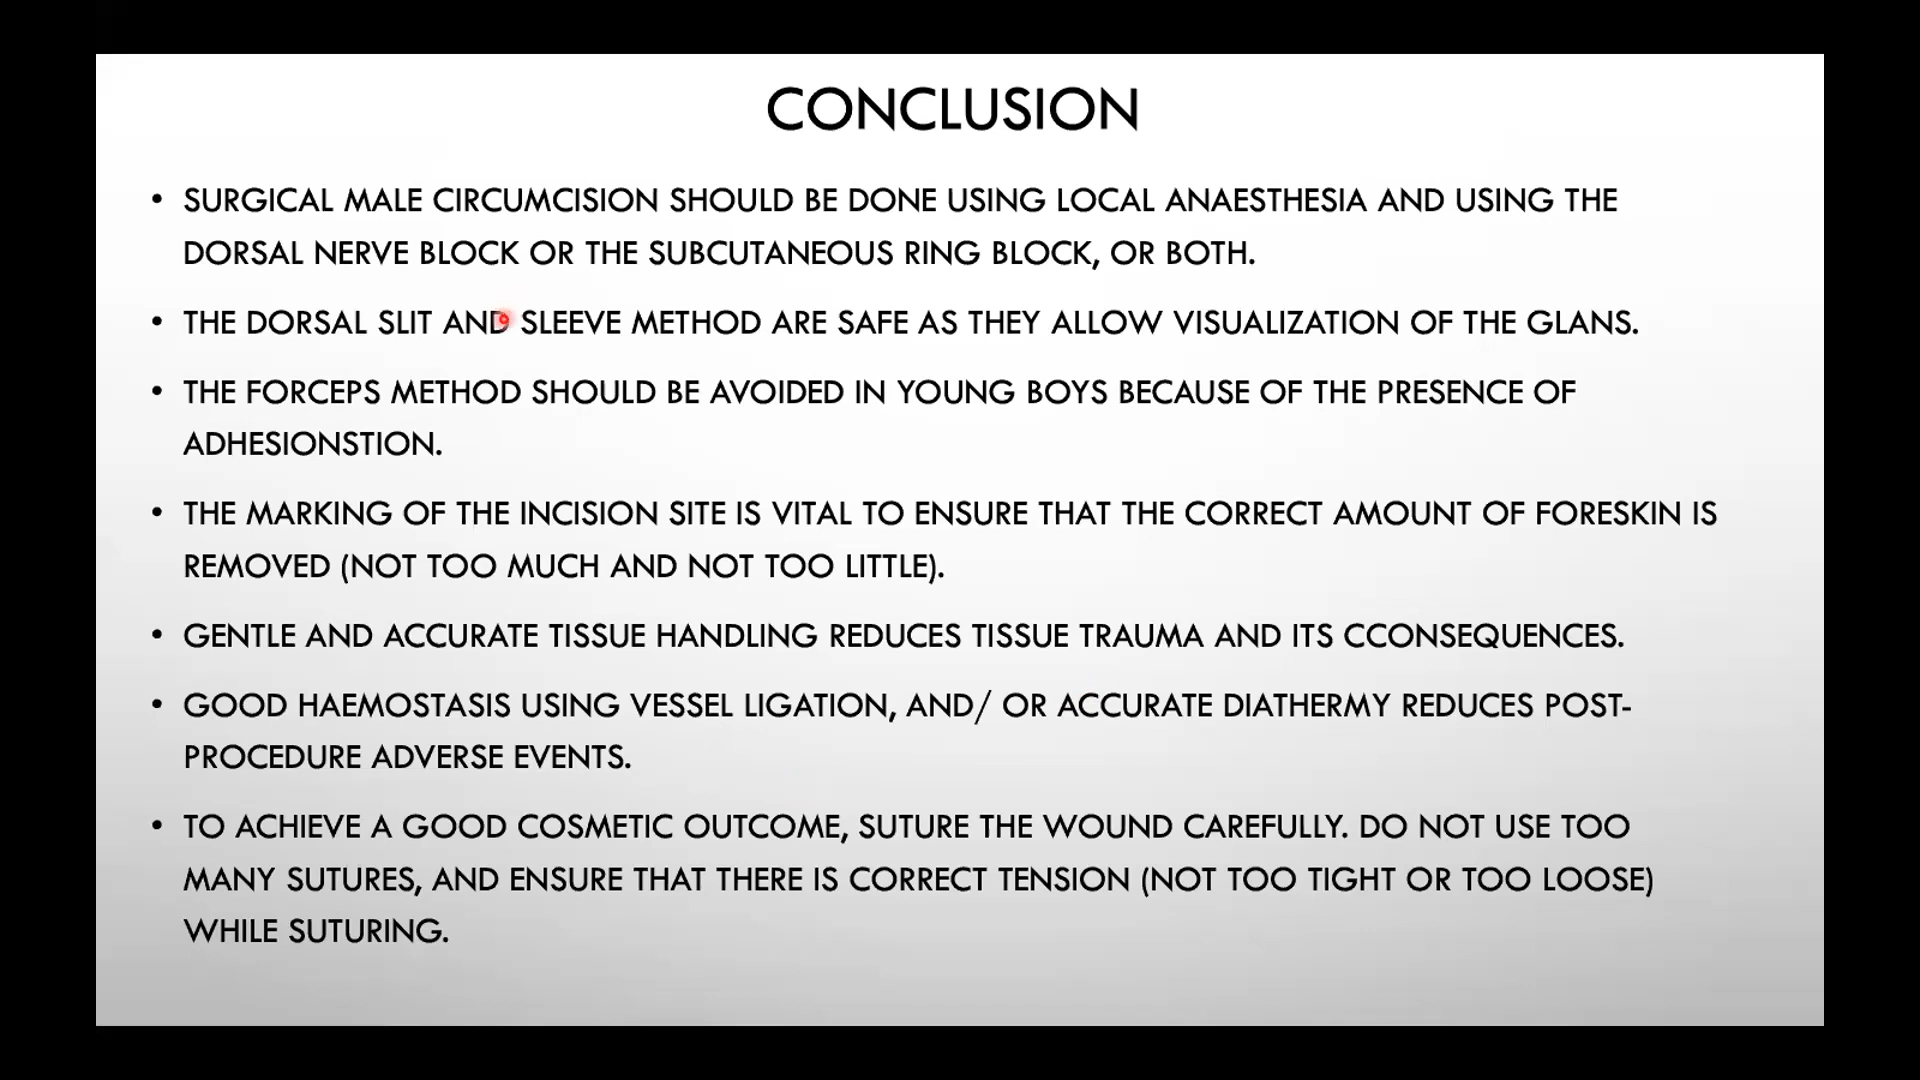 CONCLUSION
• SURGICAL MALE CIRCUMCISION SHOULD BE DONE USING LOCAL ANAESTHESIA AND USING THE
DORSAL NERVE BLOCK OR THE SUBCUTANEOUS RING BLOCK, OR BOTH.
• THE DORSAL SLIT AND SLEEVE METHOD ARE SAFE AS THEY ALLOW VISUALIZATION OF THE GLANS.
• THE FORCEPS METHOD SHOULD BE AVOIDED IN YOUNG BOYS BECAUSE OF THE PRESENCE OF
ADHESIONSTION.
• THE MARKING OF THE INCISION SITE IS VITAL TO ENSURE THAT THE CORRECT AMOUNT OF FORESKIN IS
REMOVED (NOT TOO MUCH AND NOT TOO LITTLE).
• GENTLE AND ACCURATE TISSUE HANDLING REDUCES TISSUE TRAUMA AND ITS CCONSEQUENCES.
• GOOD HAEMOSTASIS USING VESSEL LIGATION, AND/ OR ACCURATE DIATHERMY REDUCES POST-
PROCEDURE ADVERSE EVENTS.
• TO ACHIEVE A GOOD COSMETIC OUTCOME, SUTURE THE WOUND CAREFULLY. DO NOT USE TOO
MANY SUTURES, AND ENSURE THAT THERE IS CORRECT TENSION (NOT TOO TIGHT OR TOO LOOSE)
WHILE SUTURING.